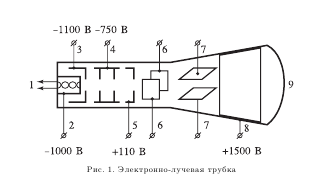 –1100 В –750 В
3 4 6 7
1 9
2 5 6 7 8
–1000 В +110 В +1500 В
Рис. 1. Электронно-лучевая трубка